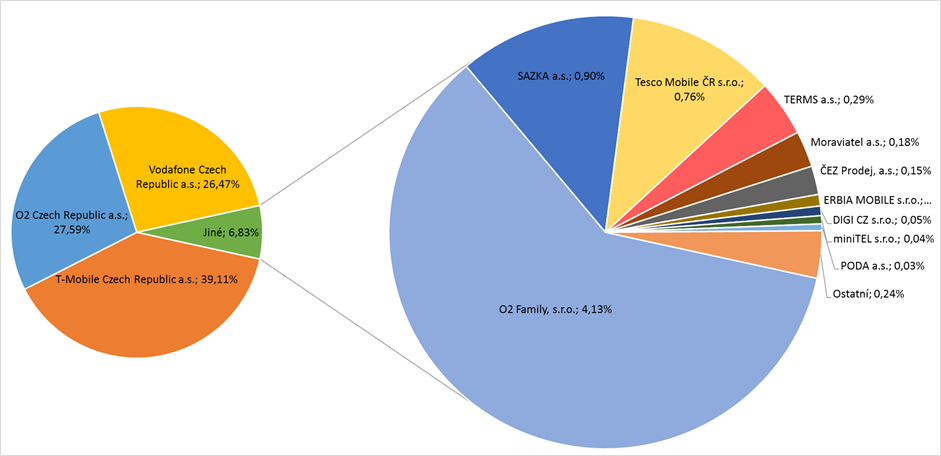 Vodafone Czech
Republic a.s.; 26,47%
O2 Czech Republic a.s.;
27,59%
Jiné; 6,83%
T-Mobile Czech Republic a.s.; 39,11%
SAZKA a.s.; 0,90%
Tesco Mobile ČR s.r.o.;
0,76%
TERMS a.s.; 0,29%
Moraviatel a.s.; 0,18%
ČEZ Prodej, a.s.; 0,15%
ERBIA MOBILE s.r.o.;...
DIGI CZ s.r.o.; 0,05%
miniTEL s.r.o.; 0,04%
PODA a.s.; 0,03%
Ostatní; 0,24%
O2 Family, s.r.o.; 4,13%